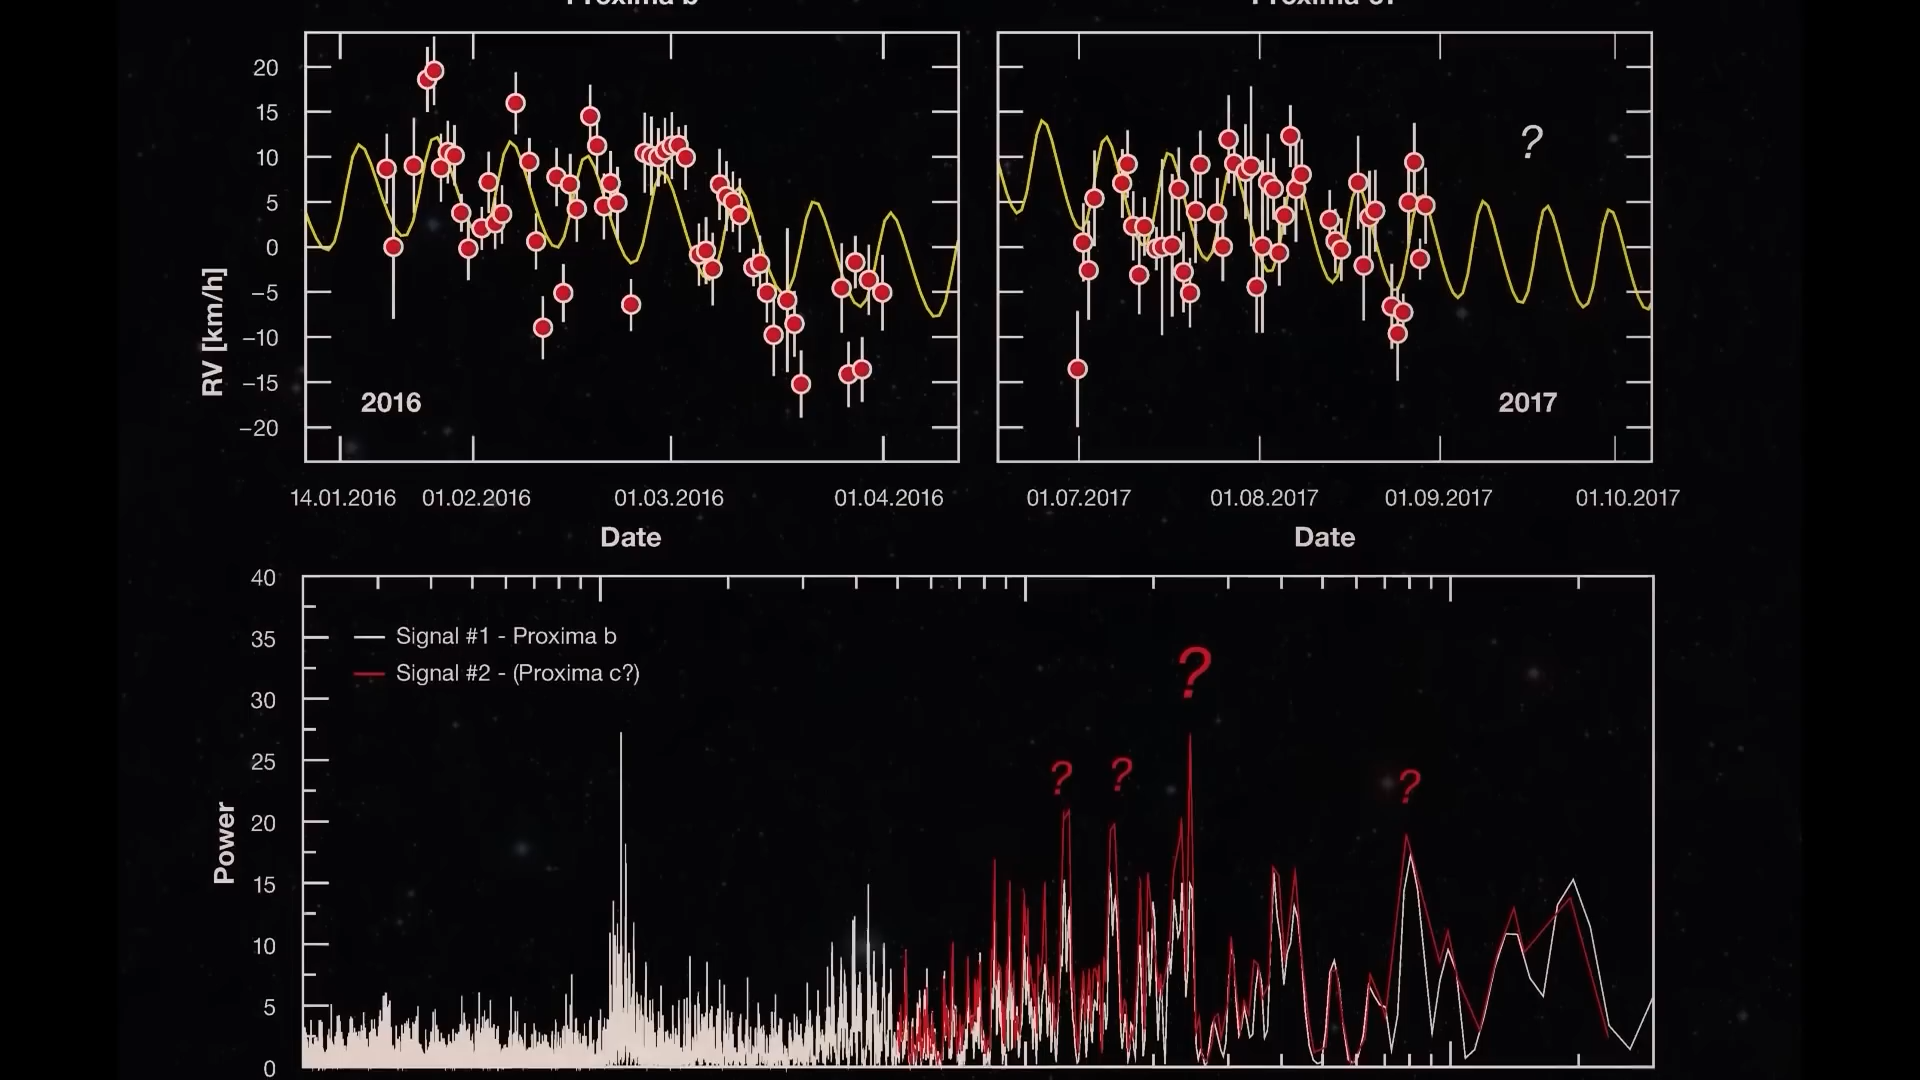 Proxima b
Proxima c?
20
15
10
5
0
−5
−10
−15
−20
RV [km/h]
2016
2017
?
14.01.2016 01.02.2016 01.03.2016 01.04.2016
01.07.2017 01.08.2017 01.09.2017 01.10.2017
Date
Date
40
35
30
25
20
15
10
5
0
Power
Signal #1 - Proxima b
Signal #2 - (Proxima c?)
?
?
?
?